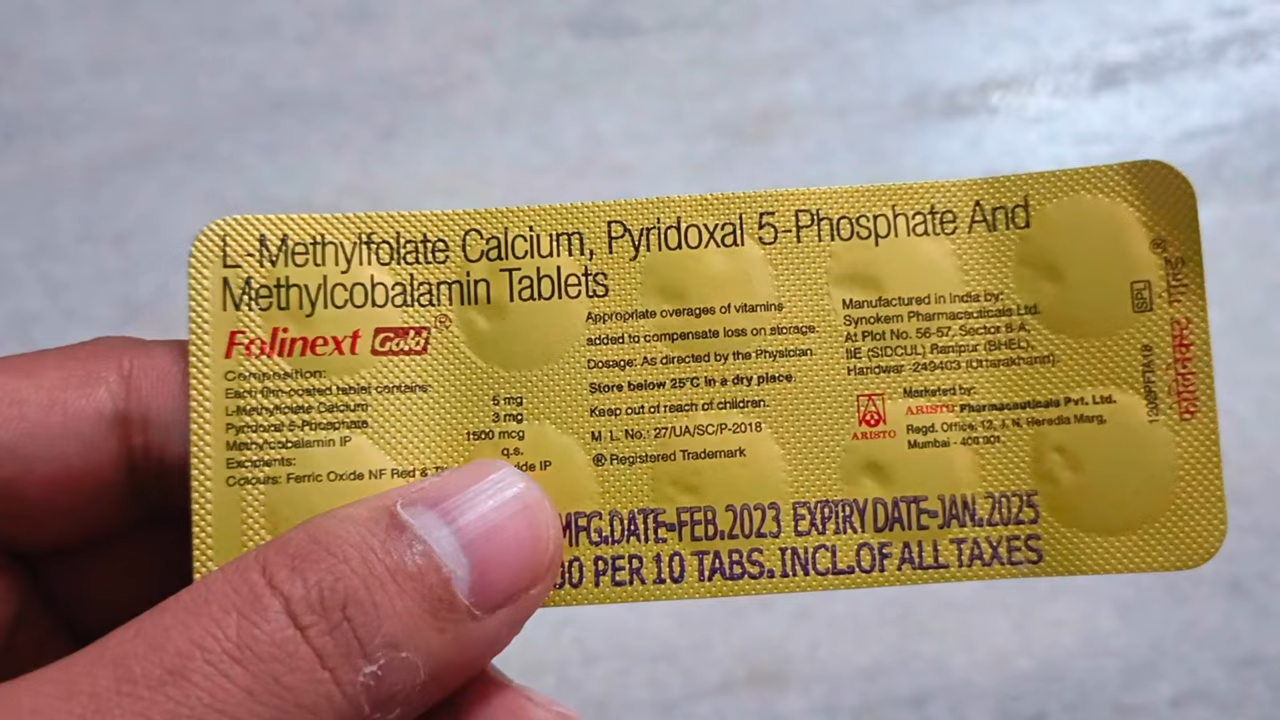 L-Methylfolate Calcium, Pyridoxal 5-Phosphate And
Methylcobalamin Tablets
Folinext Gold ®
Composition:
Each film-coated tablet contains:
L-Methylfolate Calcium 5 mg
Pyridoxal 5-Phosphate 3 mg
Methylcobalamin IP 1500 mcg
Excipients: q.s.
Colours: Ferric Oxide NF Red & IP
Appropriate overages of vitamins
added to compensate loss on storage.
Dosage: As directed by the Physician.
Store below 25°C in a dry place.
Keep out of reach of children.
M. L. No.: 27/UA/SC/P-2018
® Registered Trademark
Manufactured in India by:
Synokem Pharmaceuticals Ltd.
At Plot No. 56-57, Sector 6-A,
IIE (SIDCUL) Ranipur (BHEL),
Haridwar -249403 (Uttarakhand).
Marketed by:
ARISTO Pharmaceuticals Pvt. Ltd.
Regd. Office: 12, J. N. Heredia Marg,
Mumbai - 400 001
ARISTO
MFG.DATE-FEB.2023 EXPIRY DATE-JAN.2025
PER 10 TABS.INCL.OF ALL TAXES
SPL
®